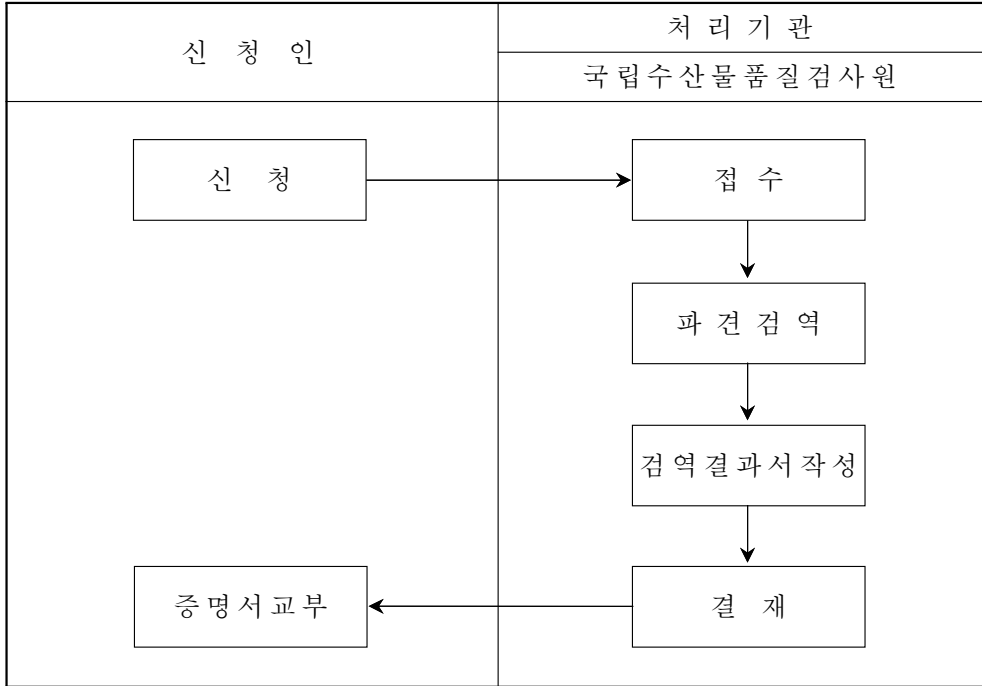 신 청 인
처 리 기 관
국립수산물품질검사원
신 청
접 수
파 견 검 역
검역결과서작성
증명서교부
결 재